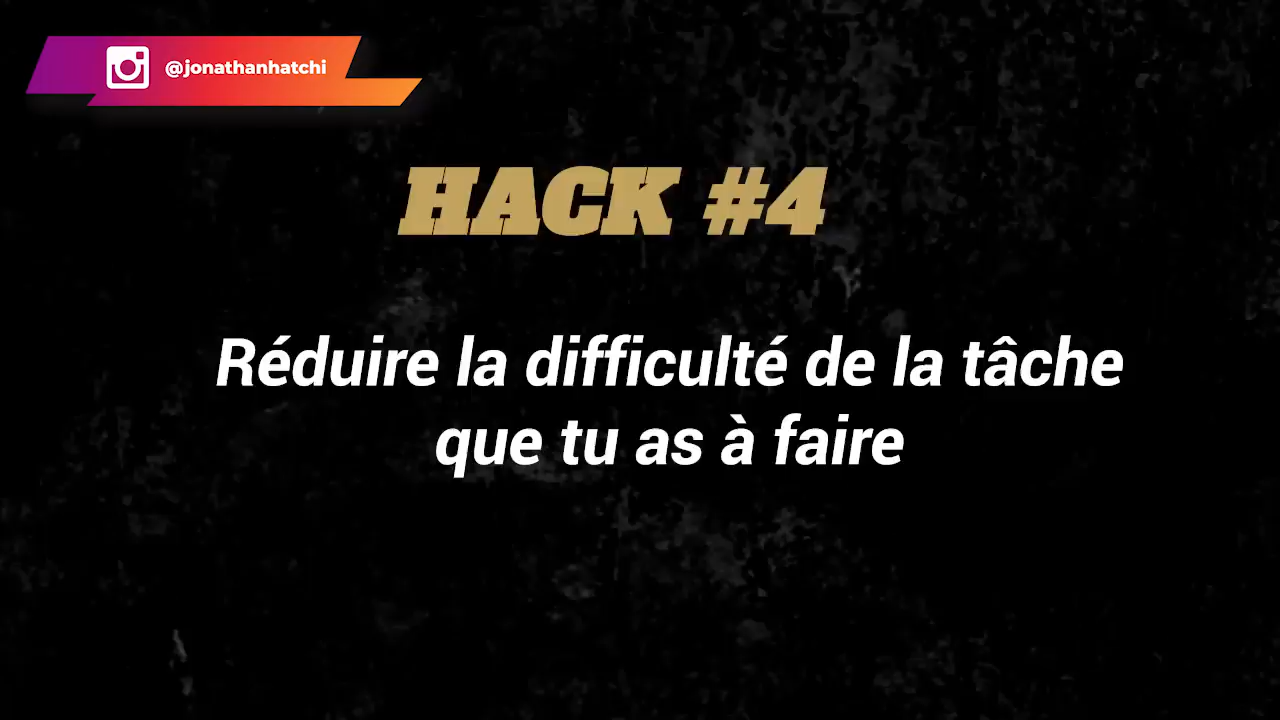 @jonathanhatchi
HACK #4
Réduire la difficulté de la tâche
que tu as à faire